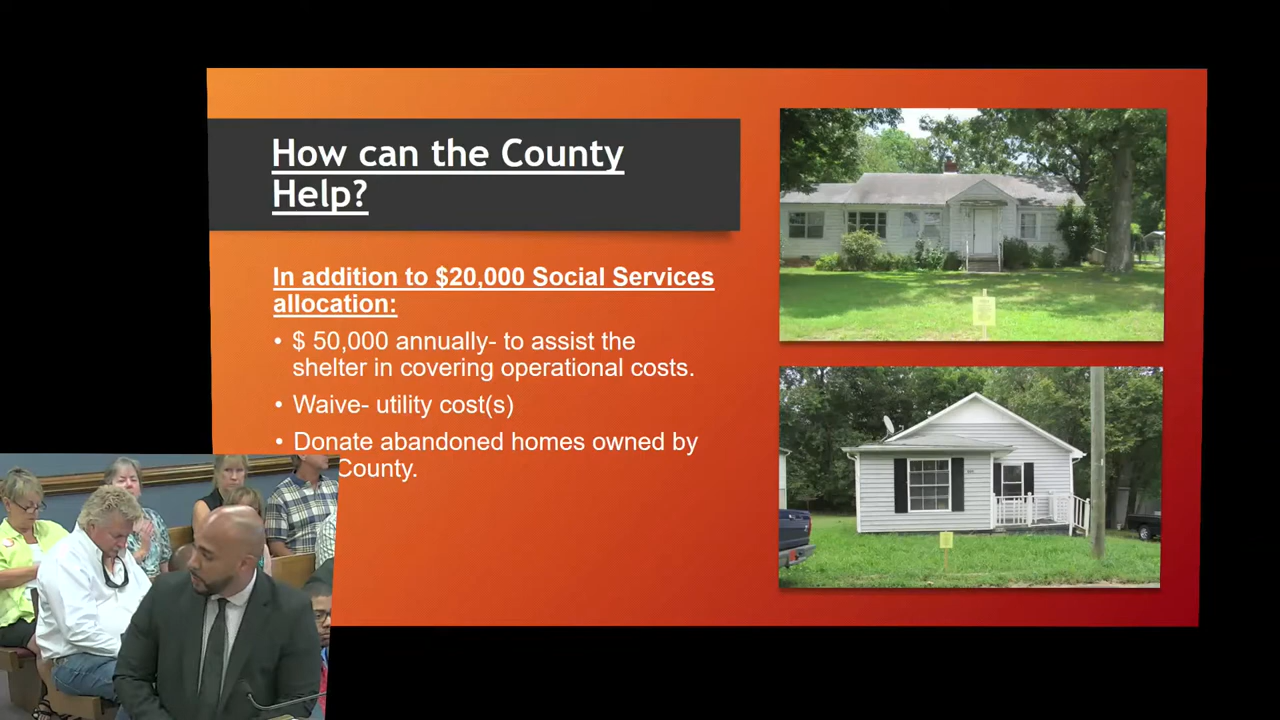 How can the County
Help?
In addition to $20,000 Social Services
allocation:
• $ 50,000 annually- to assist the
shelter in covering operational costs.
• Waive- utility cost(s)
• Donate abandoned homes owned by
County.